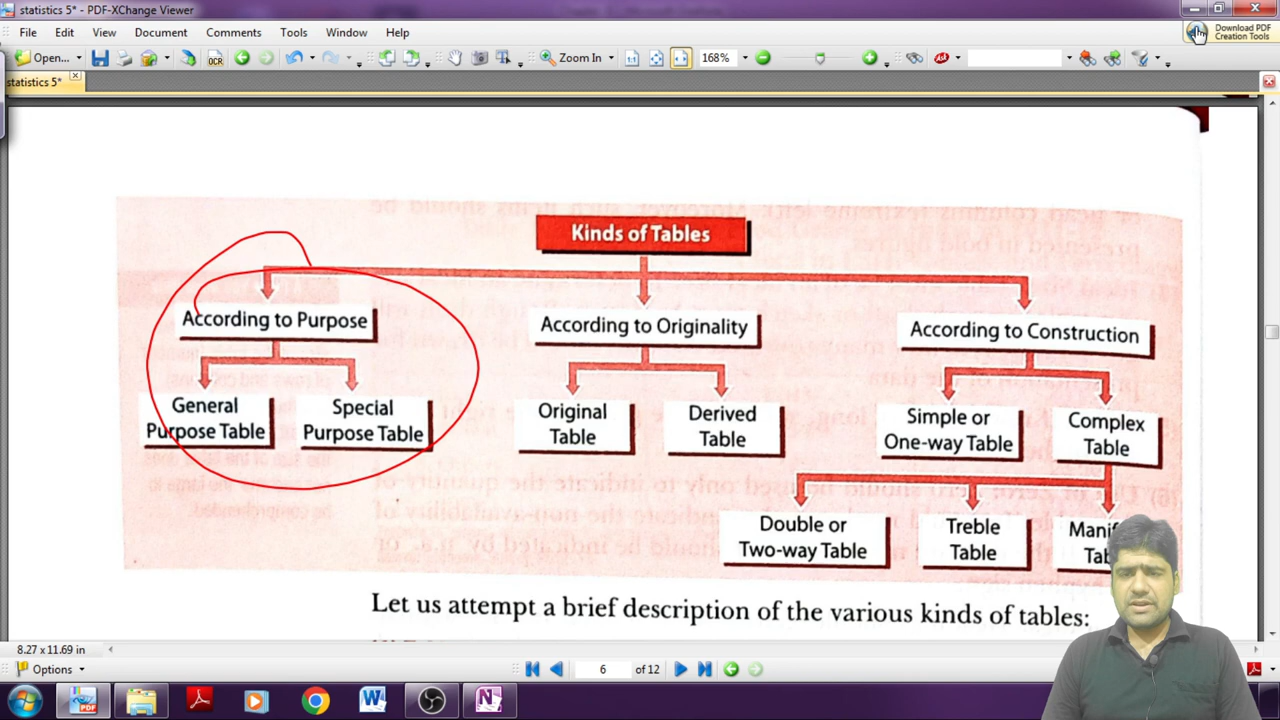 statistics 5* - PDF-XChange Viewer
File Edit View Document Comments Tools Window Help
Download PDF
Creation Tools
Open... OCR Zoom In 168%
statistics 5*
Kinds of Tables
According to Purpose According to Originality According to Construction
General
Purpose Table
Special
Purpose Table
Original
Table
Derived
Table
Simple or
One-way Table
Complex
Table
Double or
Two-way Table
Treble
Table
Let us attempt a brief description of the various kinds of tables:
8.27 x 11.69 in
Options 6 of 12